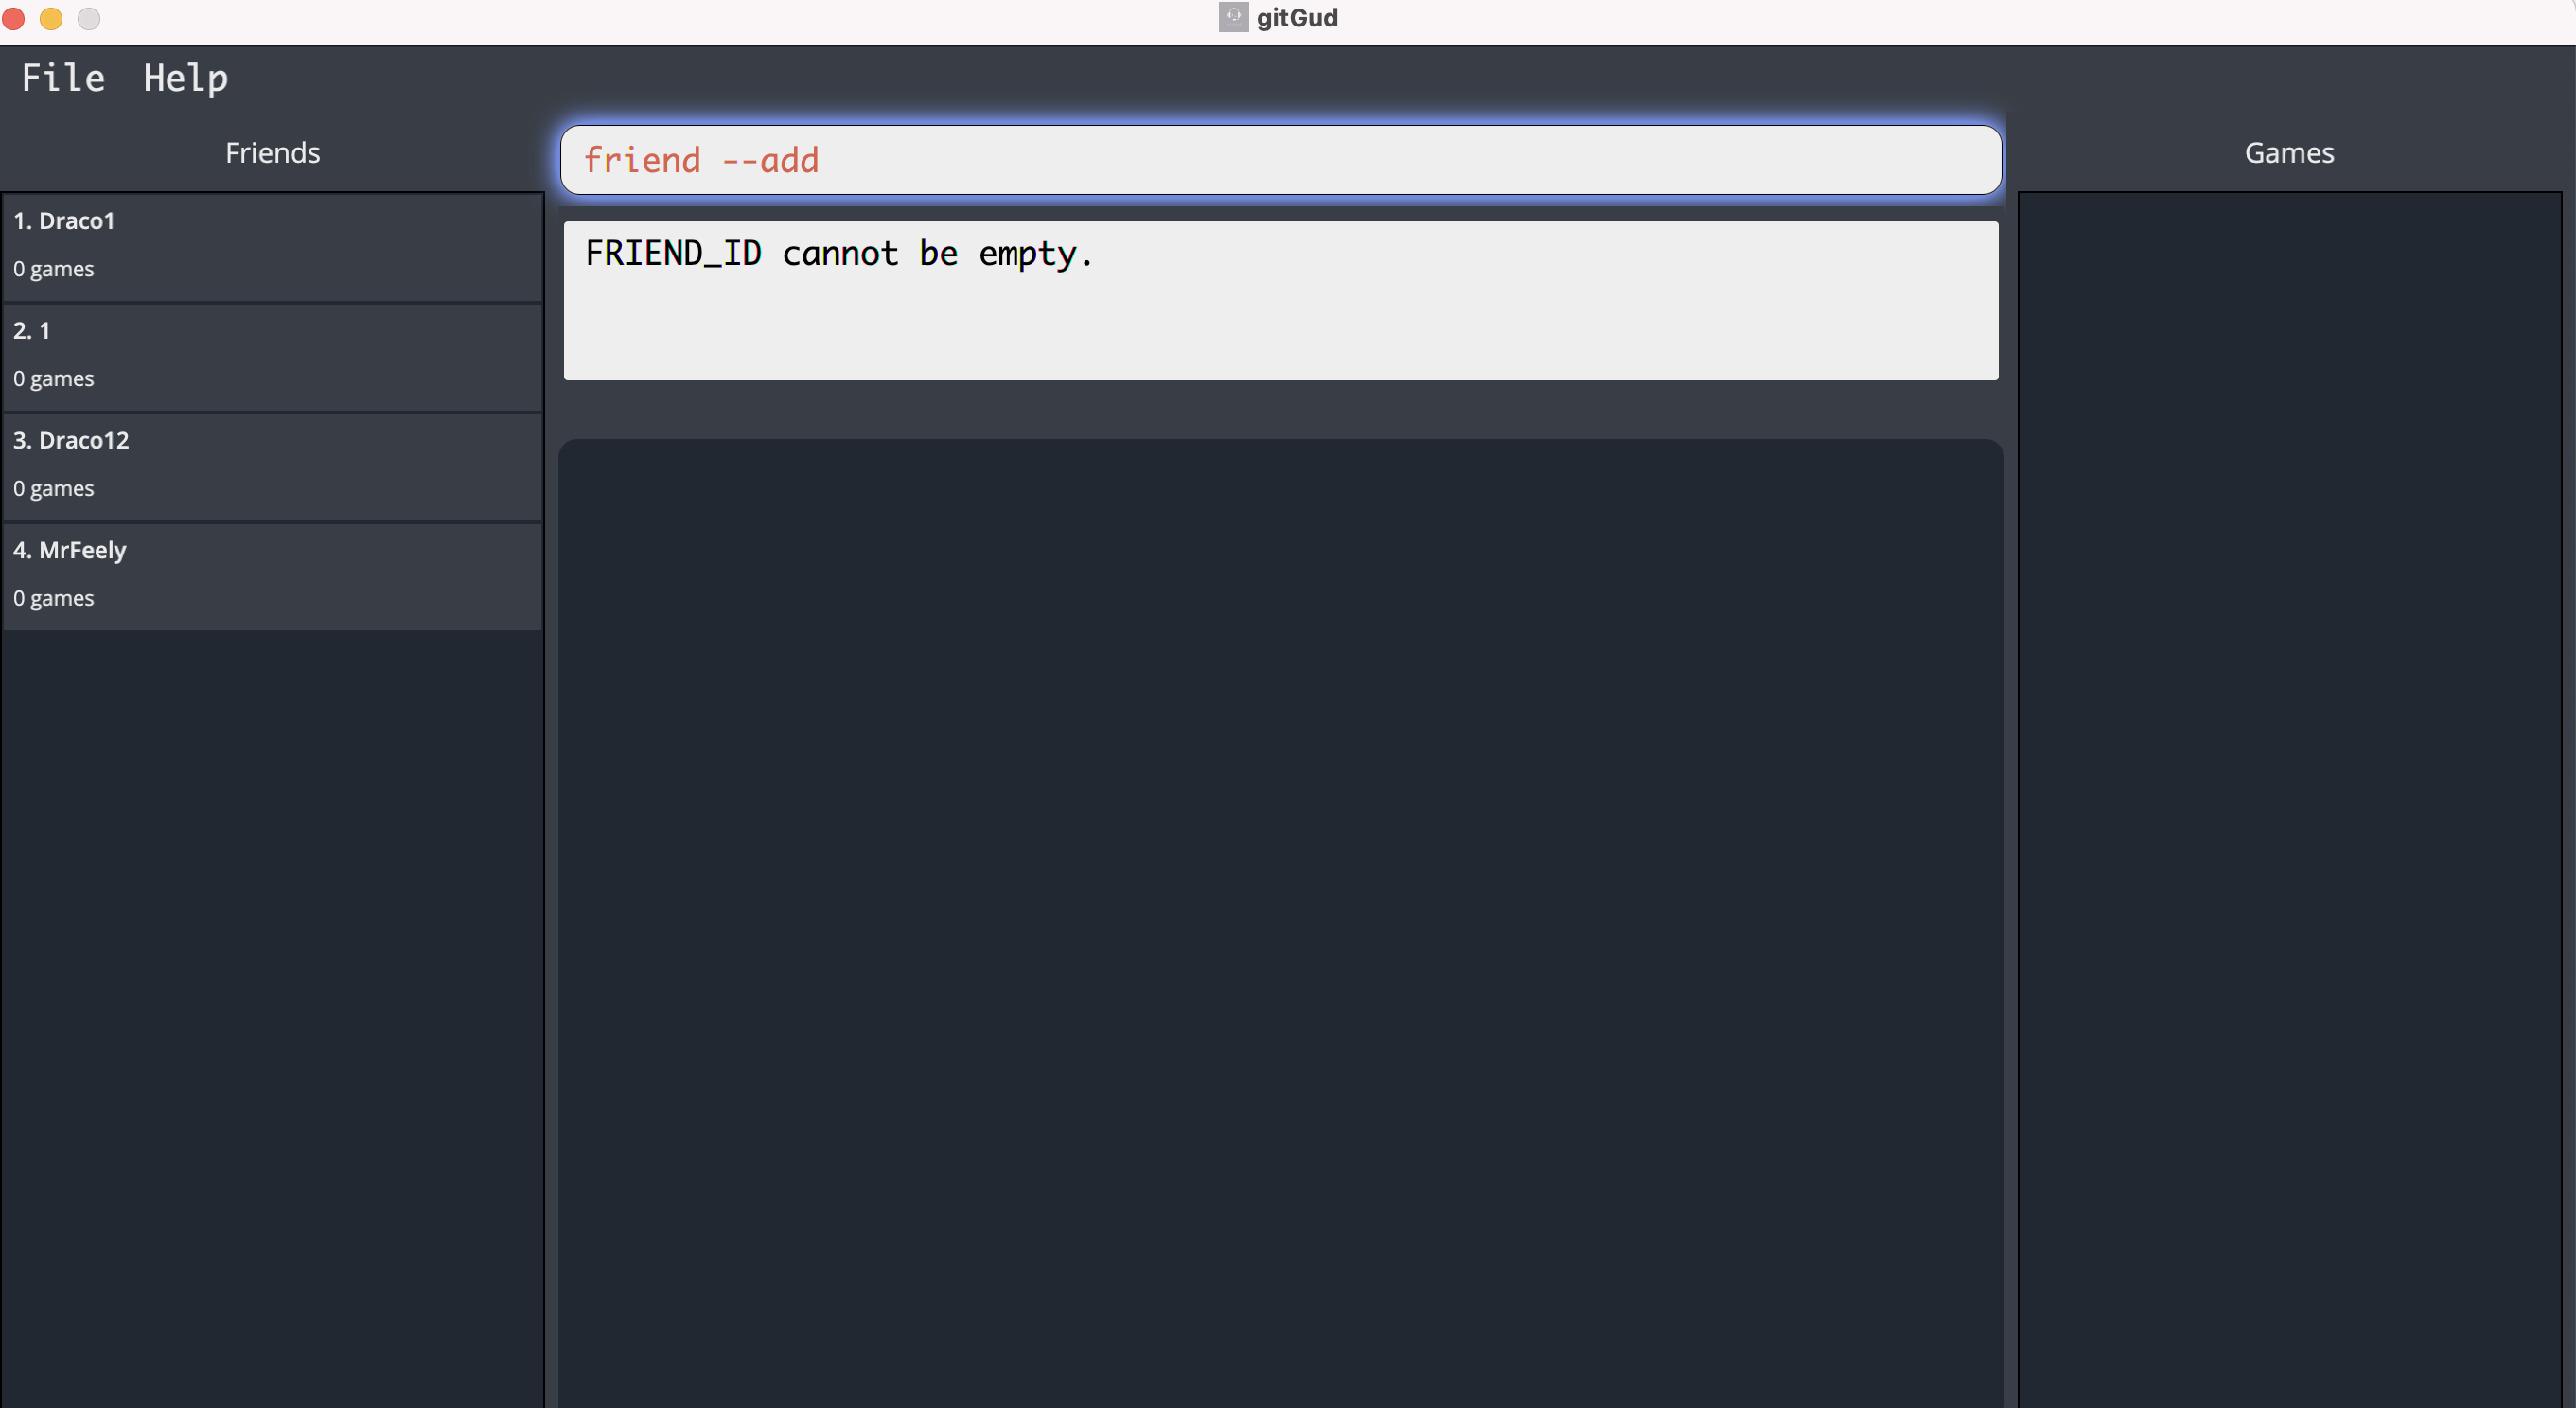 gitGud
File Help
Friends
friend --add
Games
1. Draco1
0 games
2. 1
0 games
3. Draco12
0 games
4. MrFeely
0 games
FRIEND_ID cannot be empty.